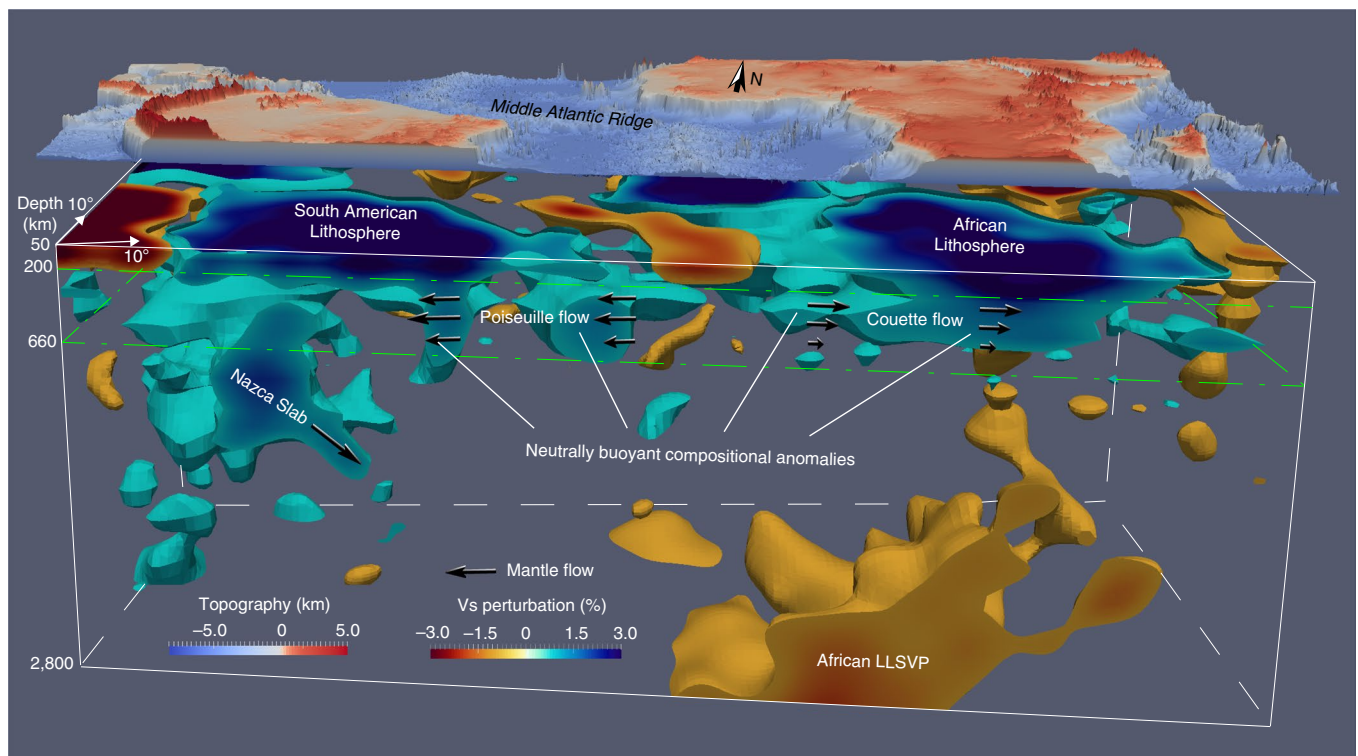 N
Middle Atlantic Ridge
Depth 10°
(km)
50
10°
200
660
2,800
South American
Lithosphere
African
Lithosphere
Poiseuille flow
Couette flow
Nazca Slab
Neutrally buoyant compositional anomalies
Mantle flow
Topography (km)
–5.0 0 5.0
Vs perturbation (%)
–3.0 –1.5 0 1.5 3.0
African LLSVP